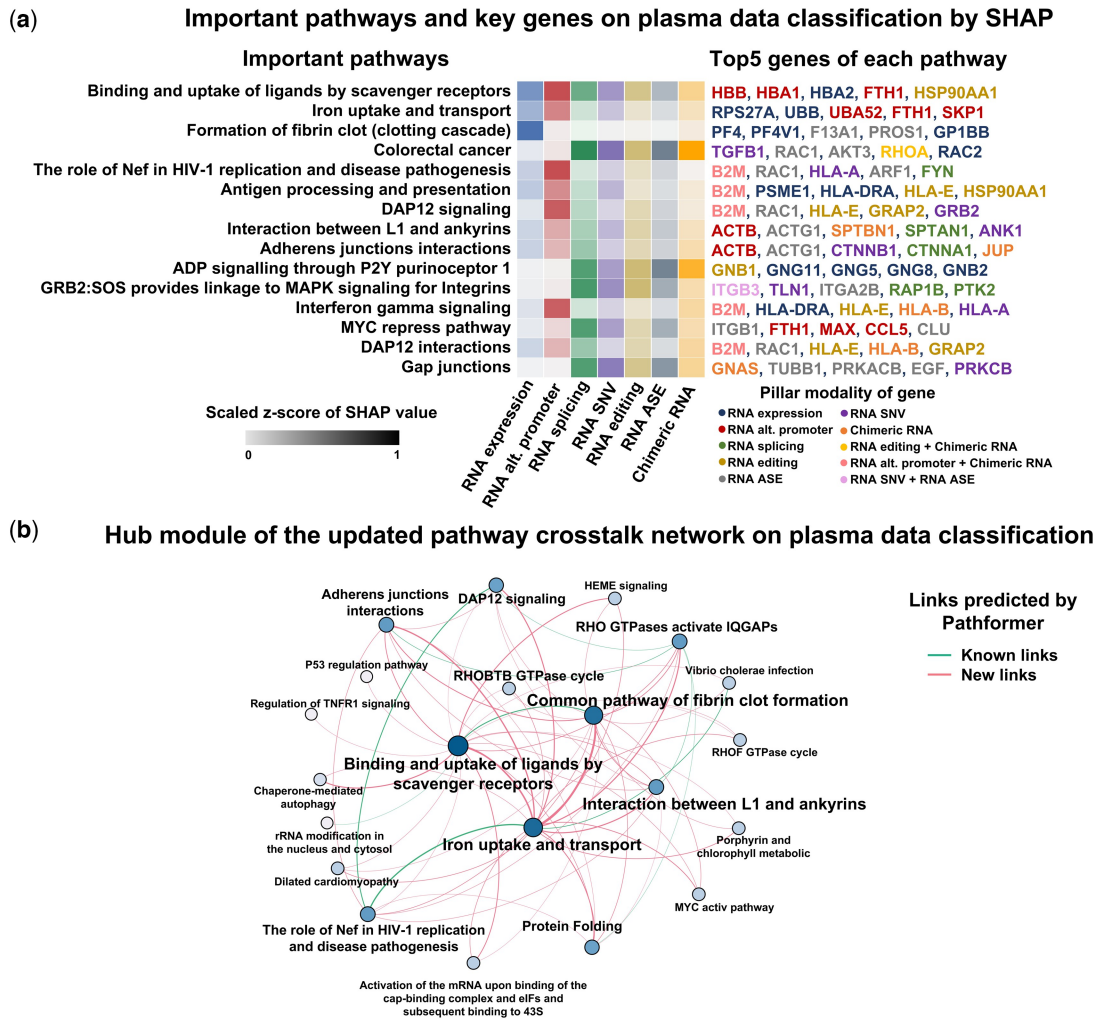 (a)
Important pathways and key genes on plasma data classification by SHAP
Important pathways
Top5 genes of each pathway
Binding and uptake of ligands by scavenger receptors
HBB, HBA1, HBA2, FTH1, HSP90AA1
Iron uptake and transport
RPS27A, UBB, UBA52, FTH1, SKP1
Formation of fibrin clot (clotting cascade)
PF4, PF4V1, F13A1, PROS1, GP1BB
Colorectal cancer
TGFB1, RAC1, AKT3, RHOA, RAC2
The role of Nef in HIV-1 replication and disease pathogenesis
B2M, RAC1, HLA-A, ARF1, FYN
Antigen processing and presentation
B2M, PSME1, HLA-DRA, HLA-E, HSP90AA1
DAP12 signaling
B2M, RAC1, HLA-E, GRAP2, GRB2
Interaction between L1 and ankyrins
ACTB, ACTG1, SPTBN1, SPTAN1, ANK1
Adherens junctions interactions
ACTB, ACTG1, CTNNB1, CTNNA1, JUP
ADP signalling through P2Y purinoceptor 1
GNB1, GNG11, GNG5, GNG8, GNB2
GRB2:SOS provides linkage to MAPK signaling for Integrins
ITGB3, TLN1, ITGA2B, RAP1B, PTK2
Interferon gamma signaling
B2M, HLA-DRA, HLA-E, HLA-B, HLA-A
MYC repress pathway
ITGB1, FTH1, MAX, CCL5, CLU
DAP12 interactions
B2M, RAC1, HLA-E, HLA-B, GRAP2
Gap junctions
GNAS, TUBB1, PRKACB, EGF, PRKCB
Scaled z-score of SHAP value
0
1
RNA expression
RNA alt. promoter
RNA splicing
RNA SNV
RNA editing
RNA ASE
Chimeric RNA
Pillar modality of gene
RNA expression
RNA SNV
RNA alt. promoter
Chimeric RNA
RNA splicing
RNA editing + Chimeric RNA
RNA editing
RNA alt. promoter + Chimeric RNA
RNA ASE
RNA SNV + RNA ASE
(b)
Hub module of the updated pathway crosstalk network on plasma data classification
Adherens junctions
interactions
DAP12 signaling
HEME signaling
RHO GTPases activate IQGAPs
P53 regulation pathway
RHOBTB GTPase cycle
Vibrio cholerae infection
Regulation of TNFR1 signaling
Common pathway of fibrin clot formation
RHOF GTPase cycle
Binding and uptake of ligands by
scavenger receptors
Chaperone-mediated
autophagy
Interaction between L1 and ankyrins
rRNA modification in
the nucleus and cytosol
Iron uptake and transport
Porphyrin and
chlorophyll metabolic
Dilated cardiomyopathy
MYC activ pathway
The role of Nef in HIV-1 replication
and disease pathogenesis
Protein Folding
Activation of the mRNA upon binding of the
cap-binding complex and eIFs and
subsequent binding to 43S
Links predicted by
Pathformer
Known links
New links